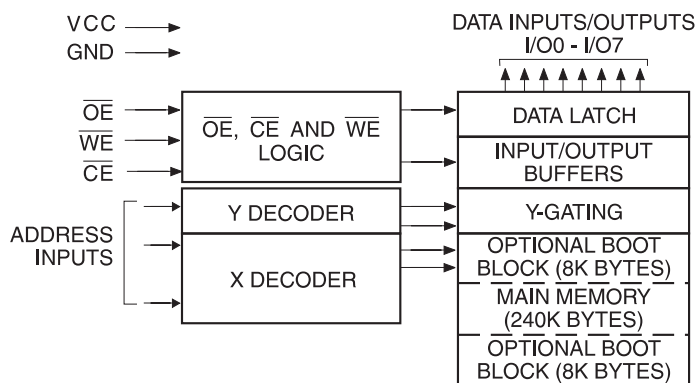 VCC
GND
DATA INPUTS/OUTPUTS
I/O0 - I/O7
OE
WE
CE
OE, CE AND WE
LOGIC
DATA LATCH
INPUT/OUTPUT
BUFFERS
ADDRESS
INPUTS
Y DECODER
Y-GATING
X DECODER
OPTIONAL BOOT
BLOCK (8K BYTES)
MAIN MEMORY
(240K BYTES)
OPTIONAL BOOT
BLOCK (8K BYTES)